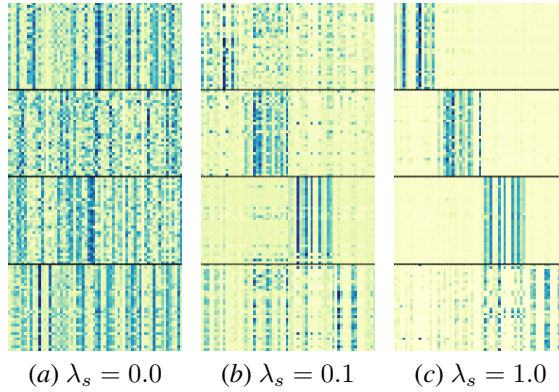 (a) λ_s = 0.0 (b) λ_s = 0.1 (c) λ_s = 1.0